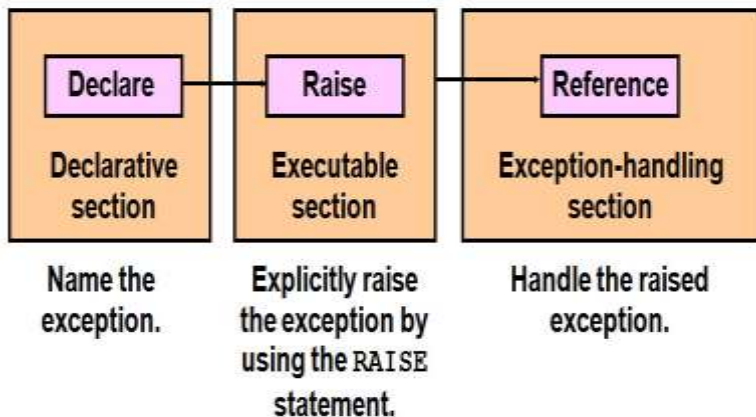 Declare
Declarative
section
Name the
exception.
Raise
Executable
section
Explicitly raise
the exception by
using the RAISE
statement.
Reference
Exception-handling
section
Handle the raised
exception.